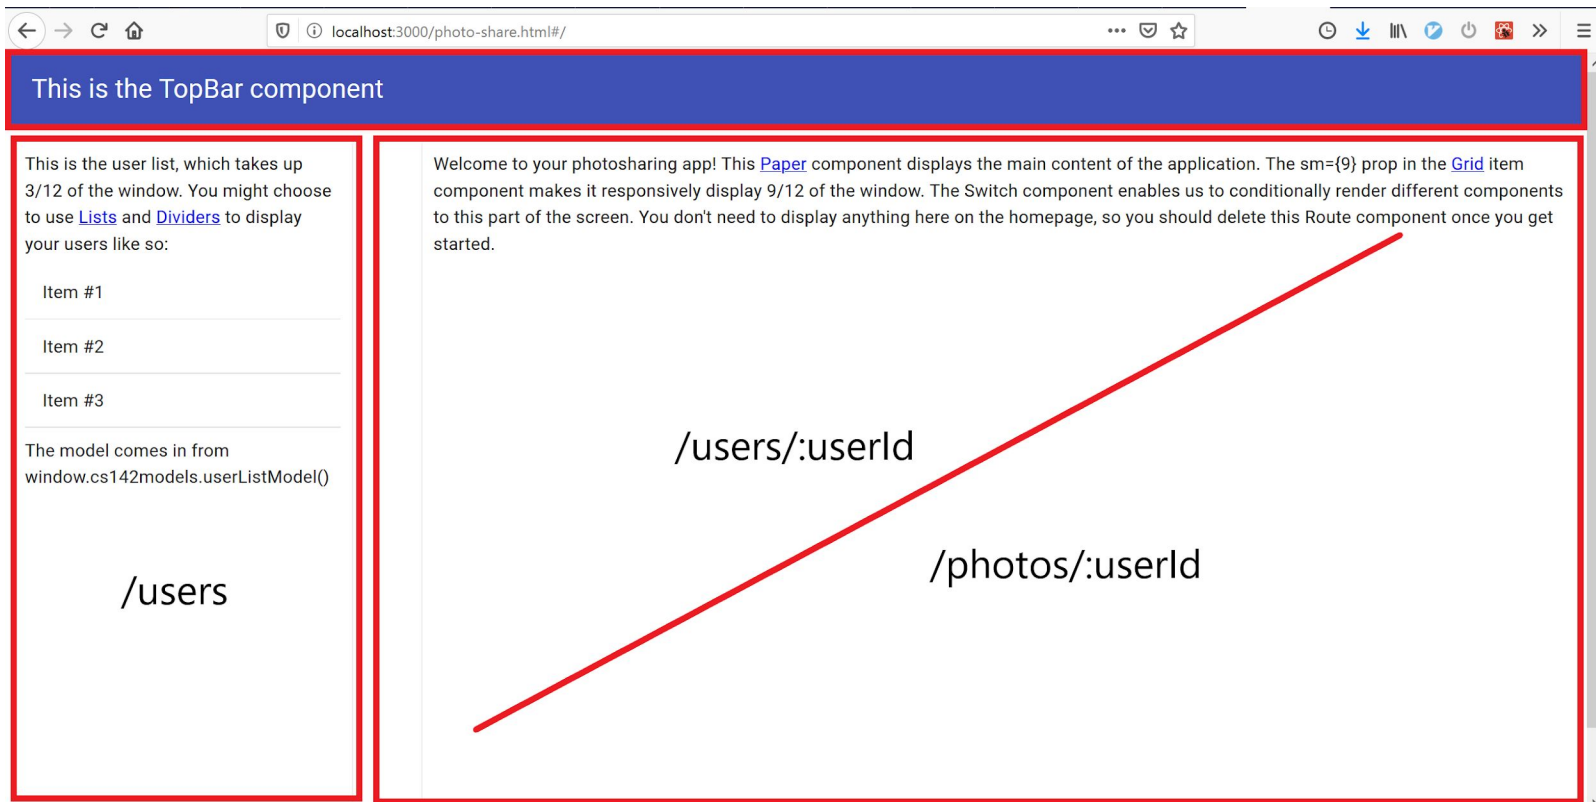 localhost:3000/photo-share.html#/
This is the TopBar component
This is the user list, which takes up
3/12 of the window. You might choose
to use Lists and Dividers to display
your users like so:
Item #1
Item #2
Item #3
The model comes in from
window.cs142models.userListModel()
/users
Welcome to your photosharing app! This Paper component displays the main content of the application. The sm={9} prop in the Grid item
component makes it responsively display 9/12 of the window. The Switch component enables us to conditionally render different components
to this part of the screen. You don't need to display anything here on the homepage, so you should delete this Route component once you get
started.
/users/:userId
/photos/:userId